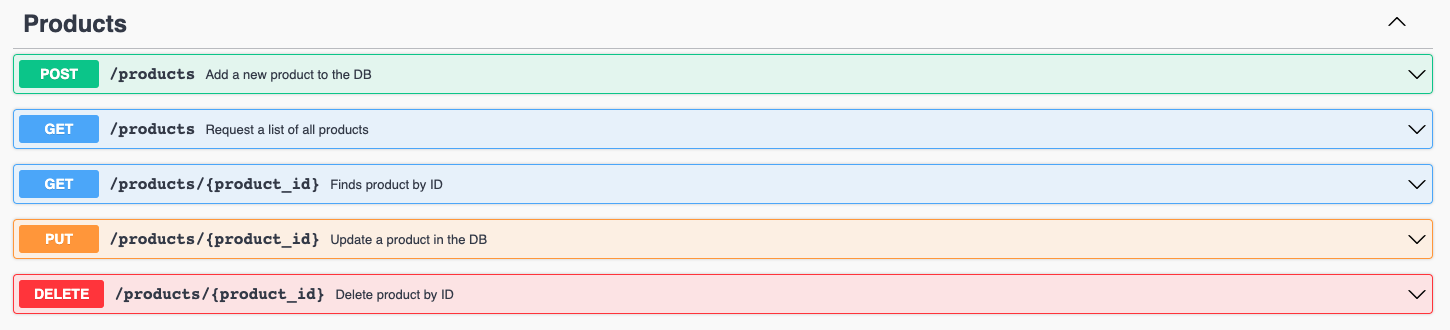 Products
POST /products Add a new product to the DB
GET /products Request a list of all products
GET /products/{product_id} Finds product by ID
PUT /products/{product_id} Update a product in the DB
DELETE /products/{product_id} Delete product by ID